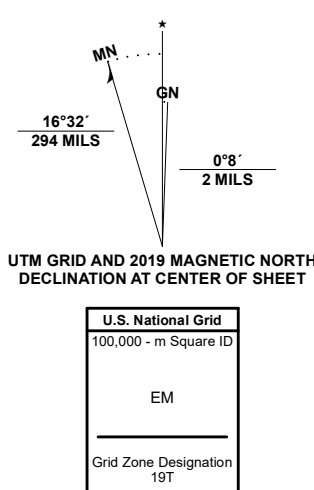 ★
MN
GN
16°32´
294 MILS
0°8´
2 MILS
UTM GRID AND 2019 MAGNETIC NORTH
DECLINATION AT CENTER OF SHEET
U.S. National Grid
100,000 - m Square ID
EM
Grid Zone Designation
19T